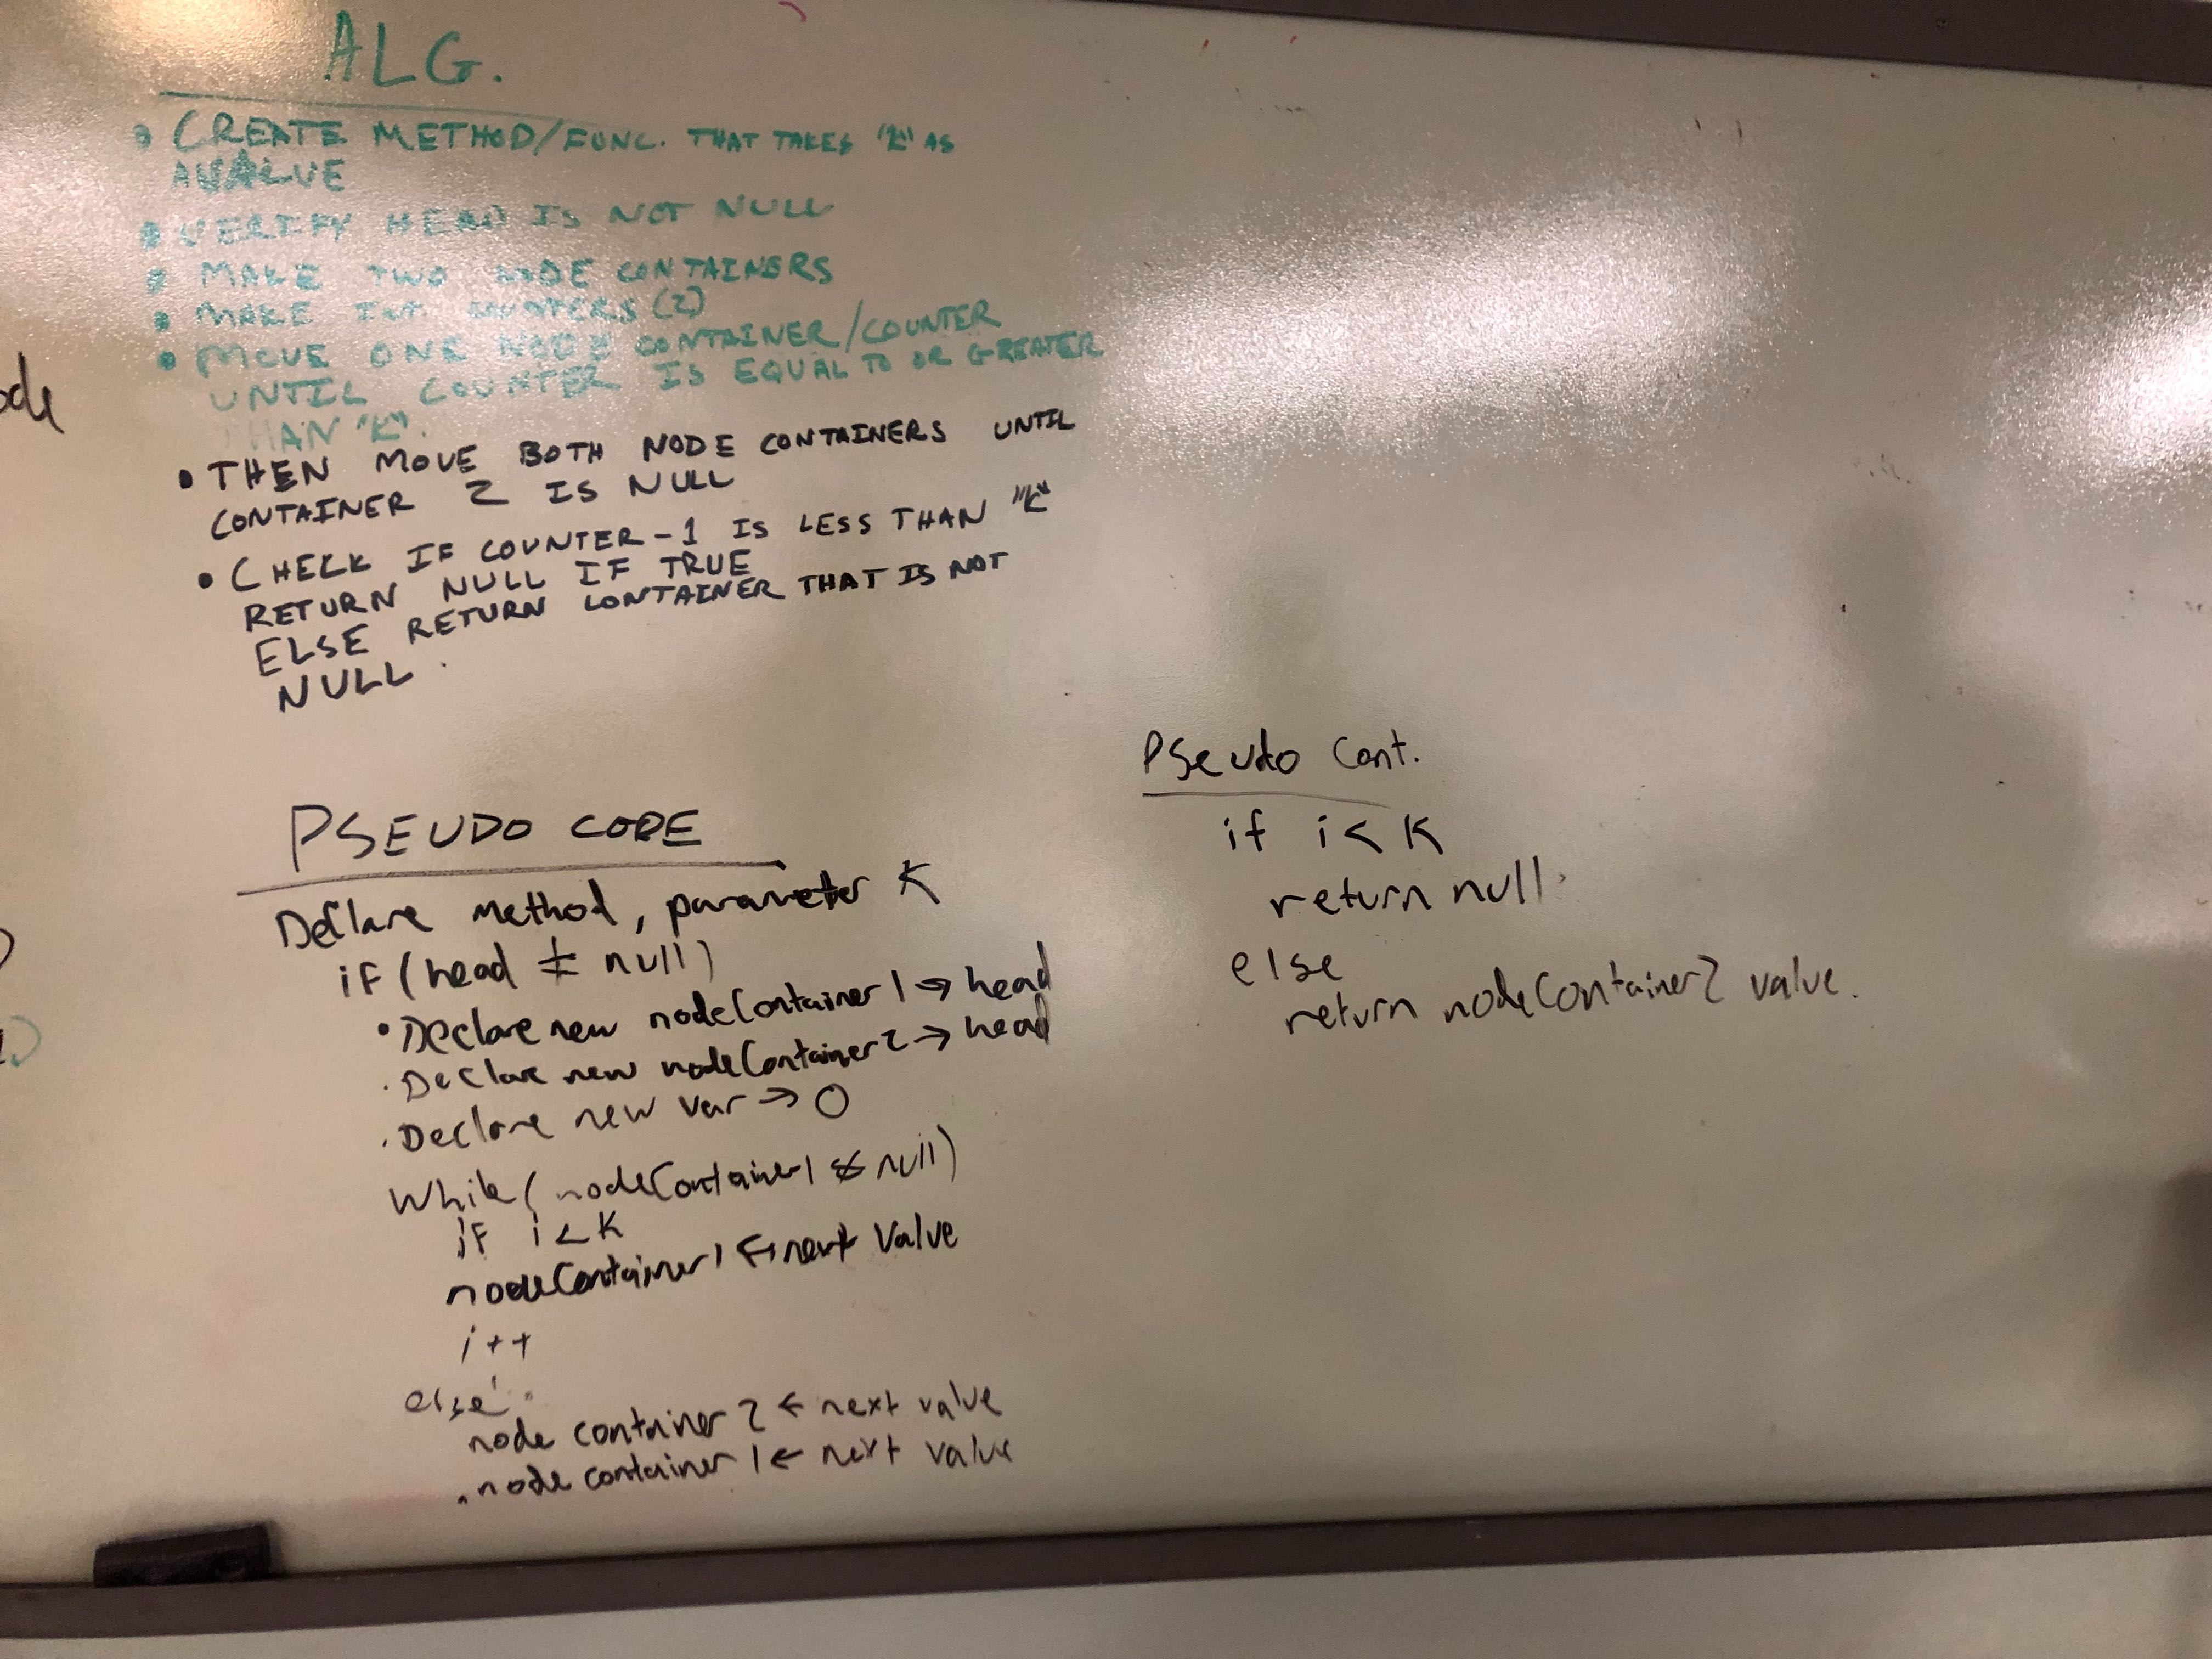 ALG.
• CREATE METHOD/FUNC. THAT TAKES "K" AS
A VALUE
• VERIFY HEAD IS NOT NULL
• MAKE TWO NODE CONTAINERS
• MAKE INT COUNTERS (2)
• MOVE ONE NODE CONTAINER/COUNTER
UNTIL COUNTER IS EQUAL TO OR GREATER
THAN "K".
• THEN MOVE BOTH NODE CONTAINERS UNTIL
CONTAINER 2 IS NULL
• CHECK IF COUNTER-1 IS LESS THAN "K"
RETURN NULL IF TRUE
ELSE RETURN CONTAINER THAT IS NOT
NULL.
ode
PSEUDO CODE
Declare method, parameter K
if (head ≠ null)
• Declare new nodeContainer1 → head
. Declare new nodeContainer2 → head
. Declare new var → 0
While (nodeContainer1 ≠ null)
if i < K
nodeContainer1 ← next value
i++
else
node container 2 ← next value
. node container 1 ← next value
Pseudo Cont.
if i < K
return null.
else
return nodeContainer2 value.